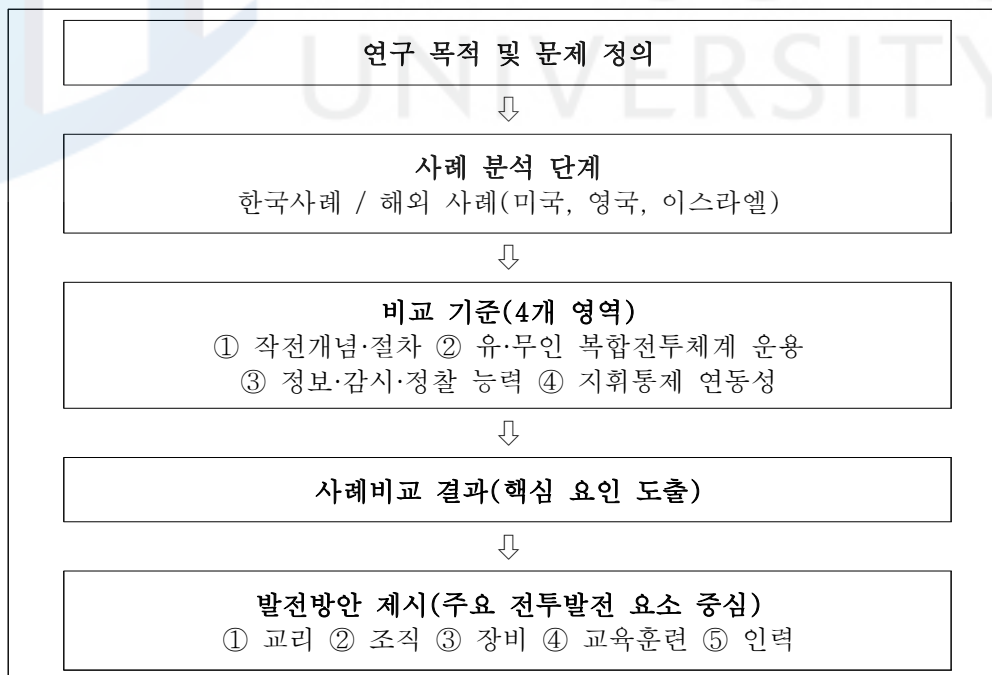 UNIVERSITY
연구 목적 및 문제 정의
⇩
사례 분석 단계
한국사례 / 해외 사례(미국, 영국, 이스라엘)
⇩
비교 기준(4개 영역)
① 작전개념·절차 ② 유·무인 복합전투체계 운용
③ 정보·감시·정찰 능력 ④ 지휘통제 연동성
⇩
사례비교 결과(핵심 요인 도출)
⇩
발전방안 제시(주요 전투발전 요소 중심)
① 교리 ② 조직 ③ 장비 ④ 교육훈련 ⑤ 인력